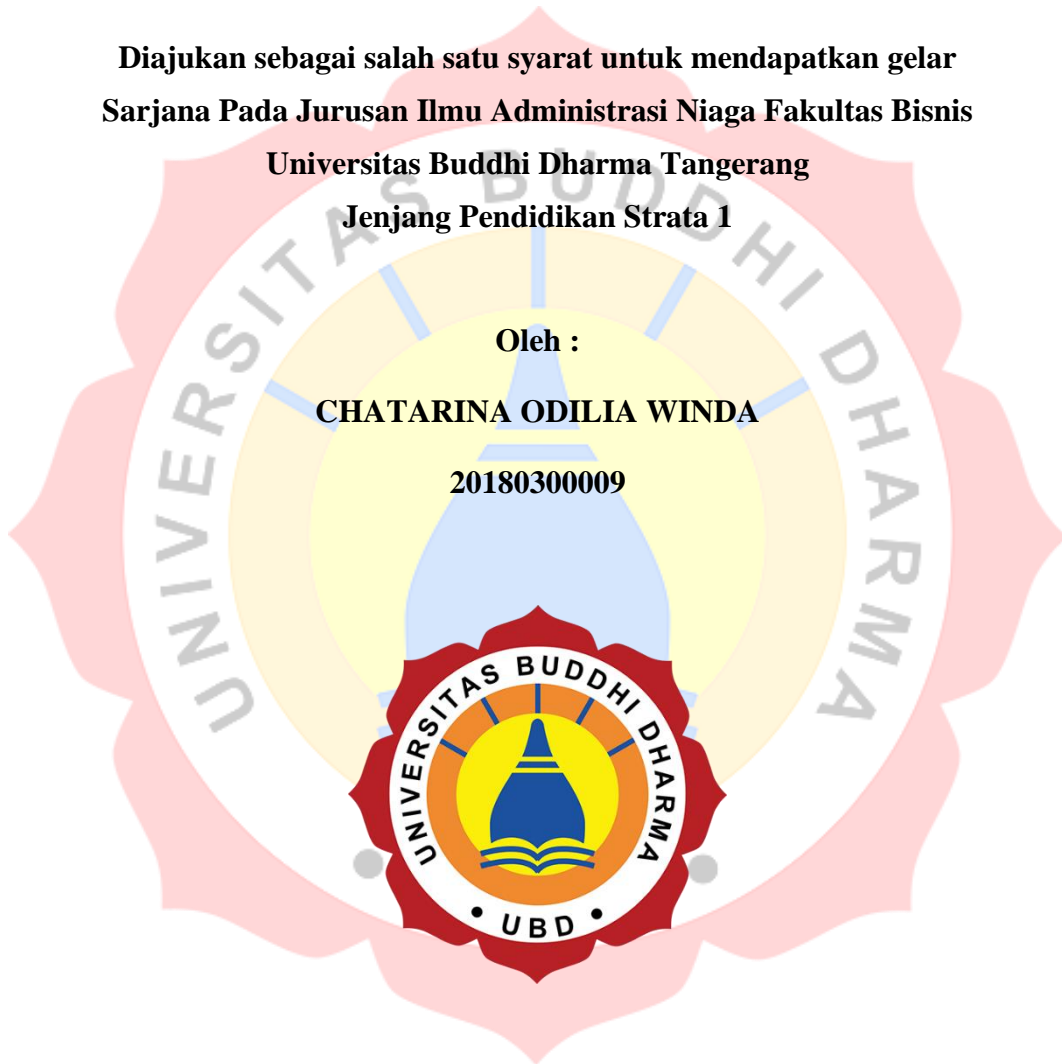 Diajukan sebagai salah satu syarat untuk mendapatkan gelar
Sarjana Pada Jurusan Ilmu Administrasi Niaga Fakultas Bisnis
Universitas Buddhi Dharma Tangerang
Jenjang Pendidikan Strata 1
Oleh :
CHATARINA ODILIA WINDA
20180300009
UNIVERSITAS BUDDHI DHARMA
UNIVERSITAS BUDDHI DHARMA
• UBD •